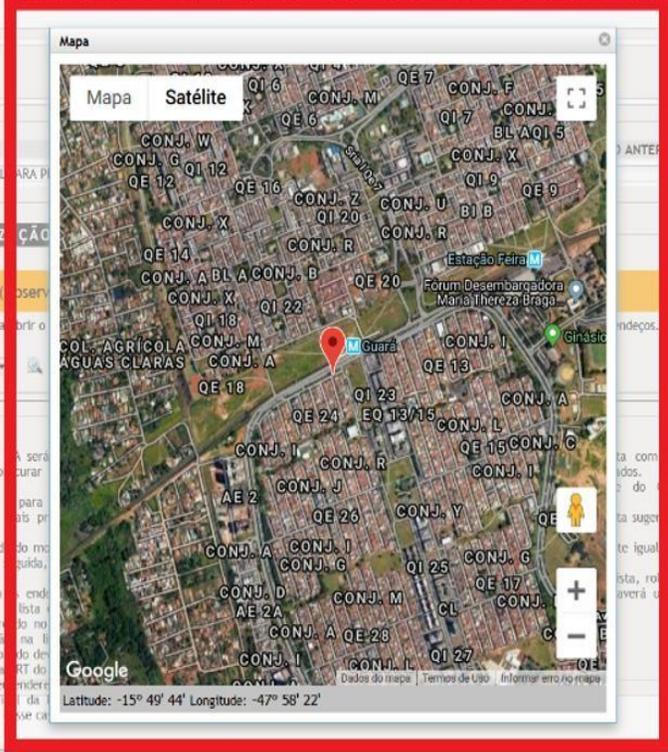 Mapa
Mapa Satélite
QI 6
QE 7
CONJ. F
CONJ. M
QE 6
QI 7
CONJ.
BL A QI 5
CONJ. W
CONJ. G
QI 12
QE 12
QE 16
CONJ. X
QI 9
QE 9
CONJ. Z
CONJ. U
QI 20
BI B
CONJ. X
CONJ. R
CONJ. R
QE 14
Estação Feira
CONJ. A BL A CONJ. B
QE 20
Fórum Desembargadora
Maria Thereza Braga
CONJ. X
QI 22
QI 18
Ginásio
COL. AGRÍCOLA
ÁGUAS CLARAS
CONJ. M
CONJ. A
Guará
CONJ. I
QE 13
QE 18
QI 23
CONJ. A
QE 24
EQ 13/15
CONJ. L
QE 15 CONJ. C
CONJ. I
CONJ. R
CONJ. I
AE 2
CONJ. J
QE 26
CONJ. Y
CONJ. A
CONJ. I
CONJ. G
QI 25
CONJ. G
QE 17
CONJ. D
AE 2A
CONJ. M
CL
CONJ.
CONJ. A
QE 28
CONJ. I
CONJ. L
QI 27
Google
Dados do mapa Termos de Uso Informar erro no mapa
Latitude: -15º 49' 44' Longitude: -47º 58' 22'